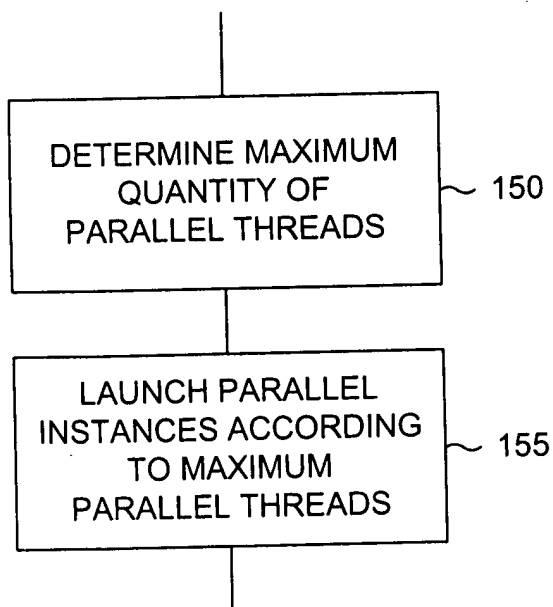 DETERMINE MAXIMUM
QUANTITY OF
PARALLEL THREADS
150
LAUNCH PARALLEL
INSTANCES ACCORDING
TO MAXIMUM
PARALLEL THREADS
155